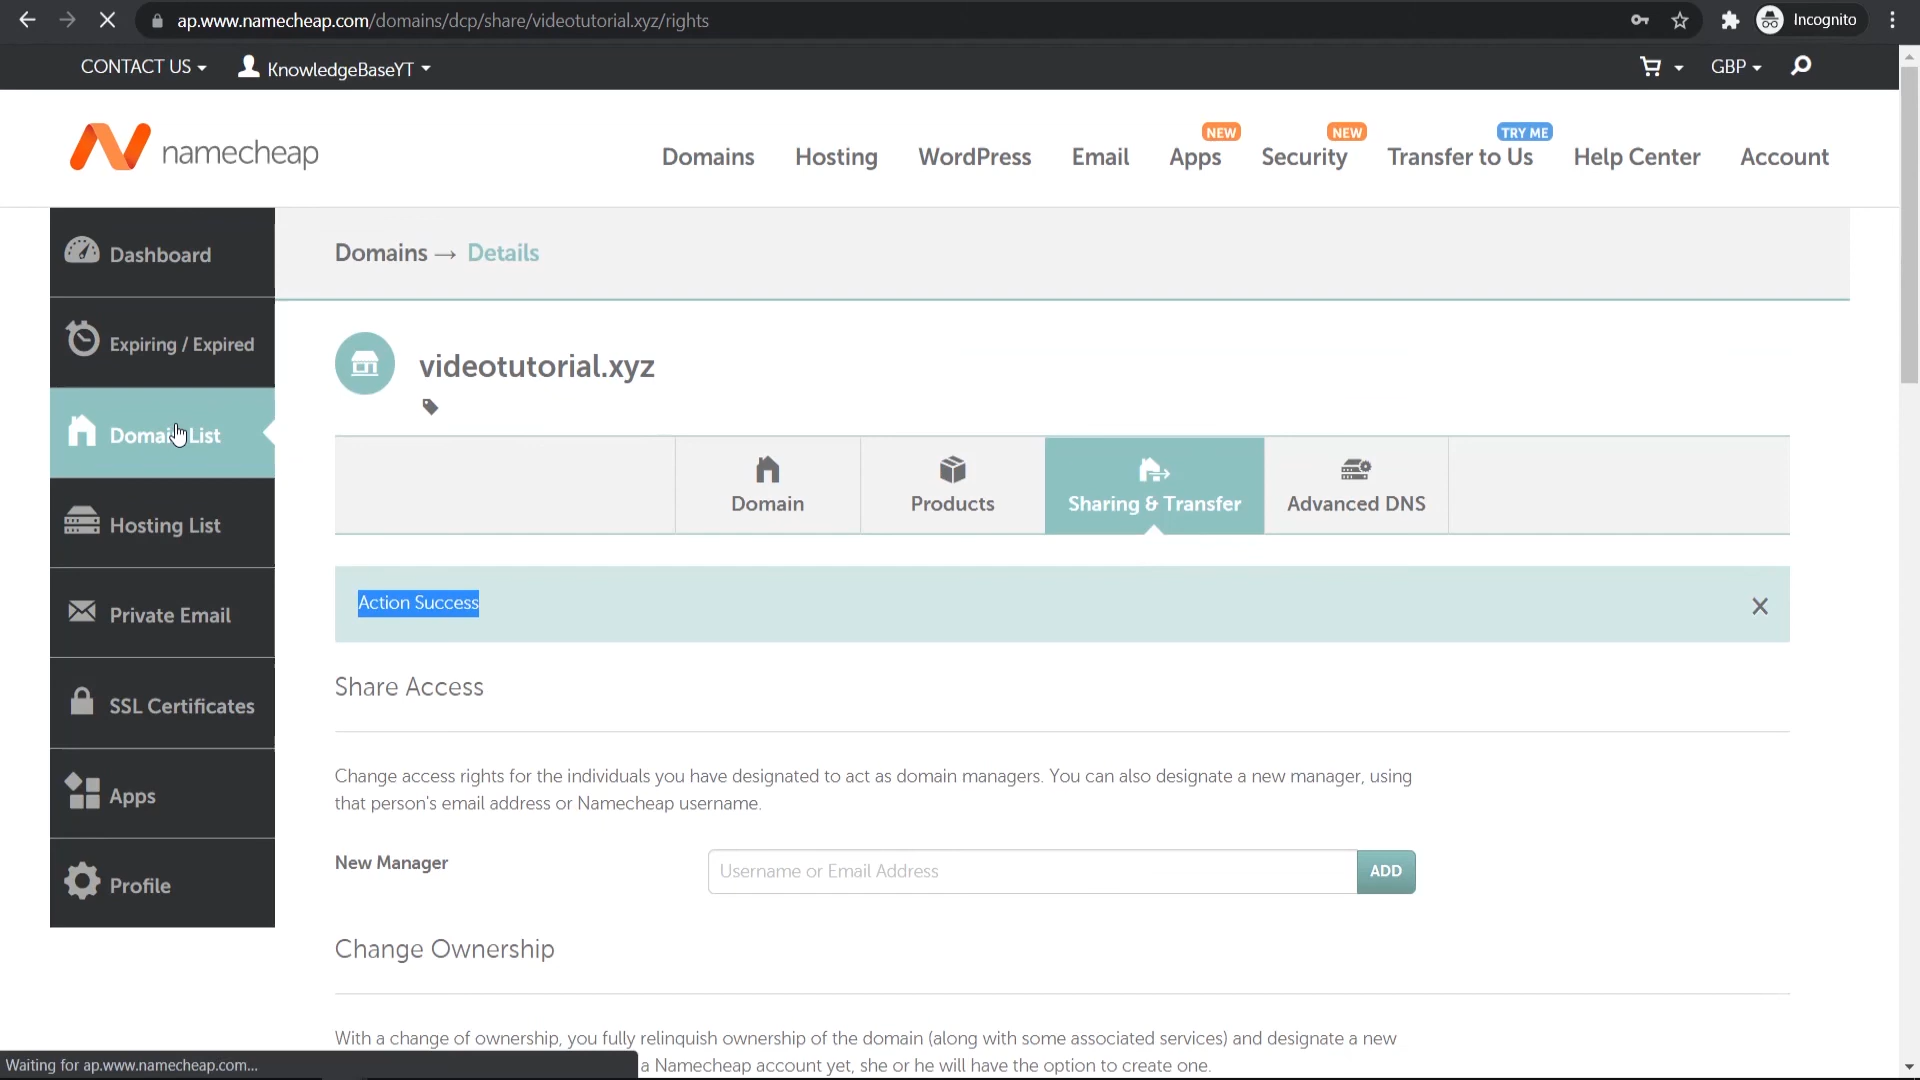 ap.www.namecheap.com/domains/dcp/share/videotutorial.xyz/rights
Incognito
CONTACT US
KnowledgeBaseYT
GBP
namecheap
Domains
Hosting
WordPress
Email
Apps
NEW
Security
NEW
Transfer to Us
TRY ME
Help Center
Account
Dashboard
Expiring / Expired
Domain List
Hosting List
Private Email
SSL Certificates
Apps
Profile
Domains → Details
videotutorial.xyz
Domain
Products
Sharing & Transfer
Advanced DNS
Action Success
Share Access
Change access rights for the individuals you have designated to act as domain managers. You can also designate a new manager, using
that person's email address or Namecheap username.
New Manager
Username or Email Address
ADD
Change Ownership
With a change of ownership, you fully relinquish ownership of the domain (along with some associated services) and designate a new
a Namecheap account yet, she or he will have the option to create one.
Waiting for ap.www.namecheap.com...